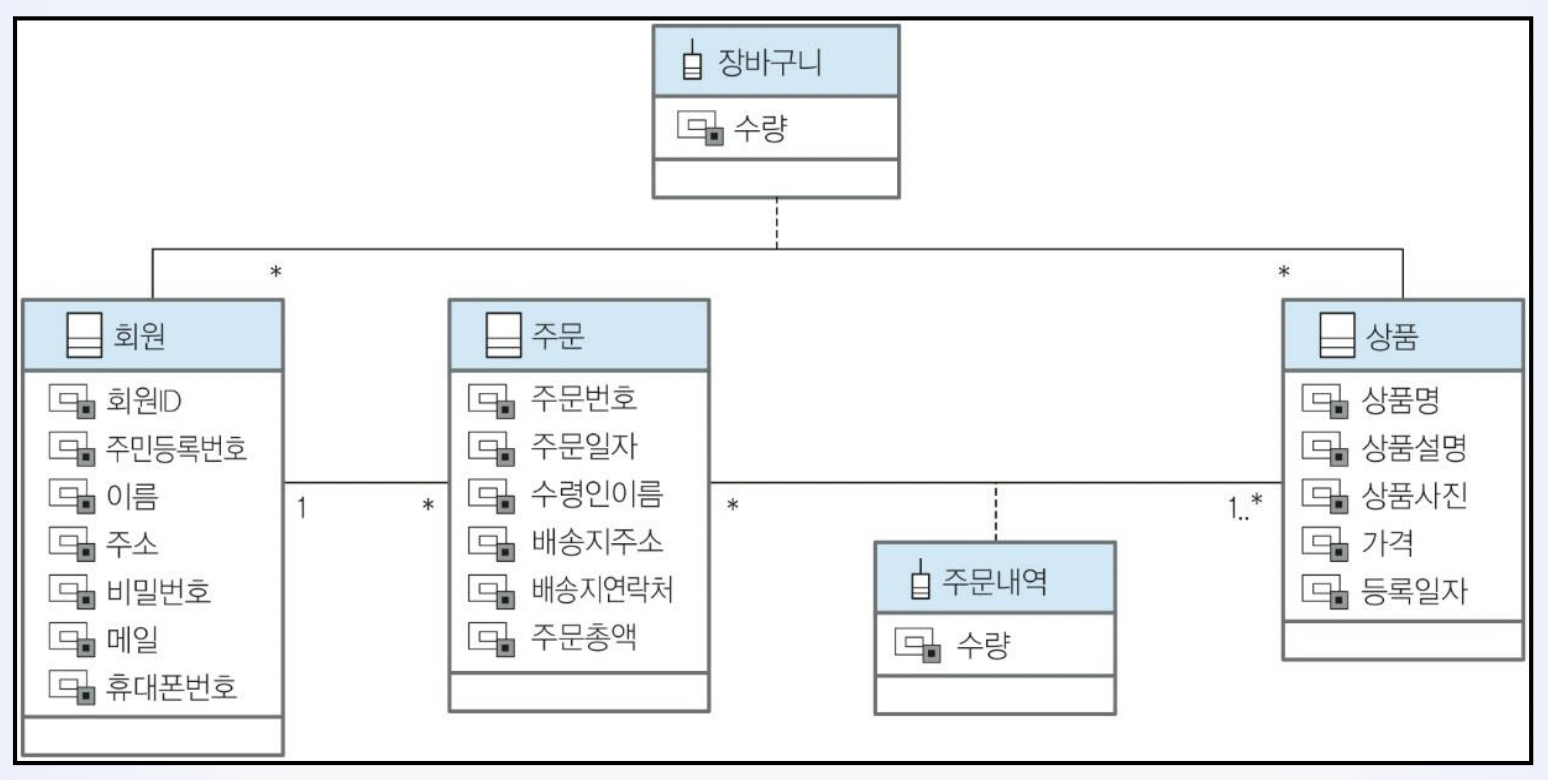 장바구니
수량
*
*
회원
회원ID
주민등록번호
이름
주소
비밀번호
메일
휴대폰번호
1
*
주문
주문번호
주문일자
수령인이름
배송지주소
배송지연락처
주문총액
*
1..*
주문내역
수량
상품
상품명
상품설명
상품사진
가격
등록일자